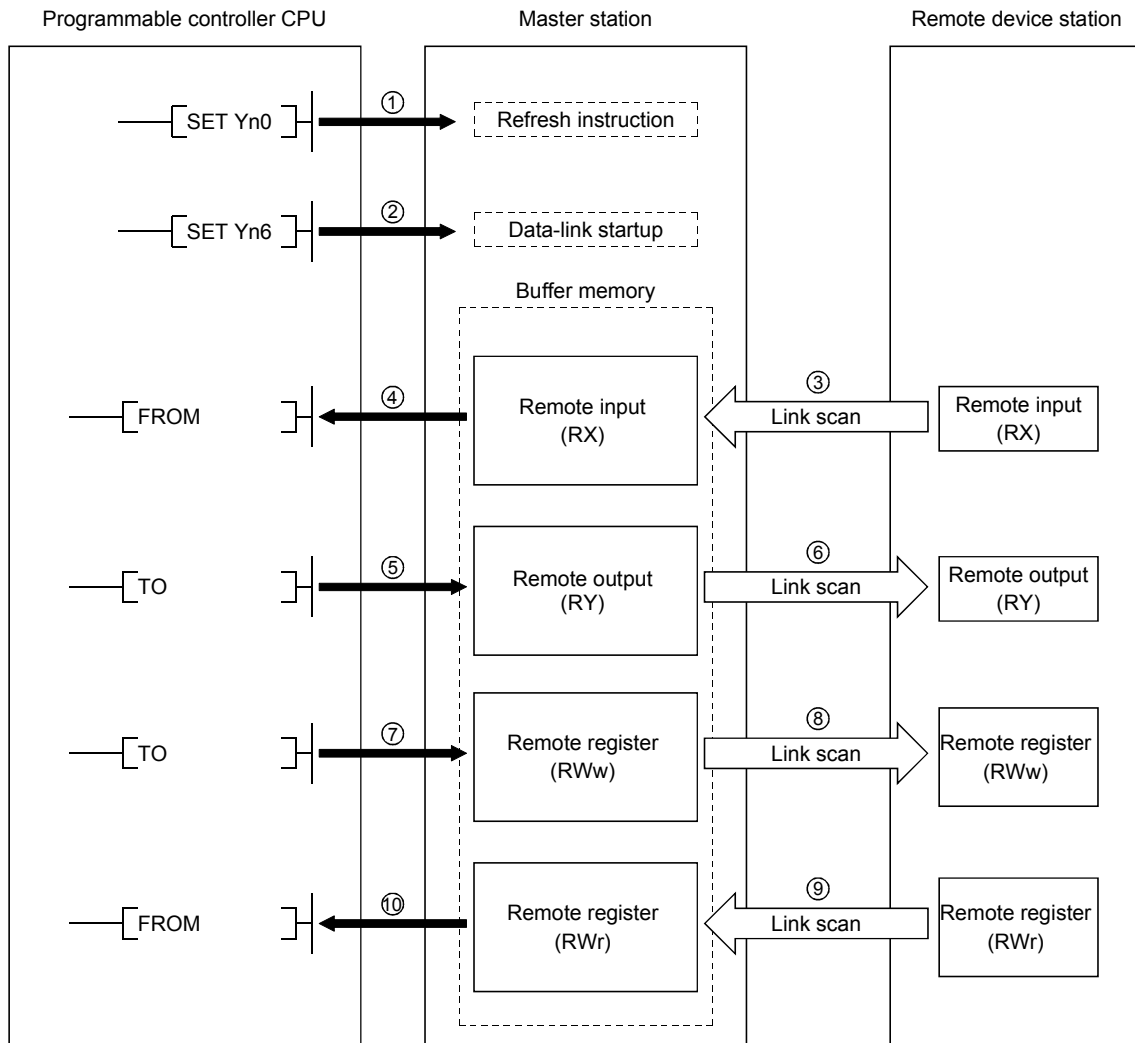 Programmable controller CPU
Master station
Remote device station
SET Yn0
①
Refresh instruction
SET Yn6
②
Data-link startup
Buffer memory
FROM
④
Remote input
(RX)
③
Link scan
Remote input
(RX)
TO
⑤
Remote output
(RY)
⑥
Link scan
Remote output
(RY)
TO
⑦
Remote register
(RWw)
⑧
Link scan
Remote register
(RWw)
FROM
⑩
Remote register
(RWr)
⑨
Link scan
Remote register
(RWr)